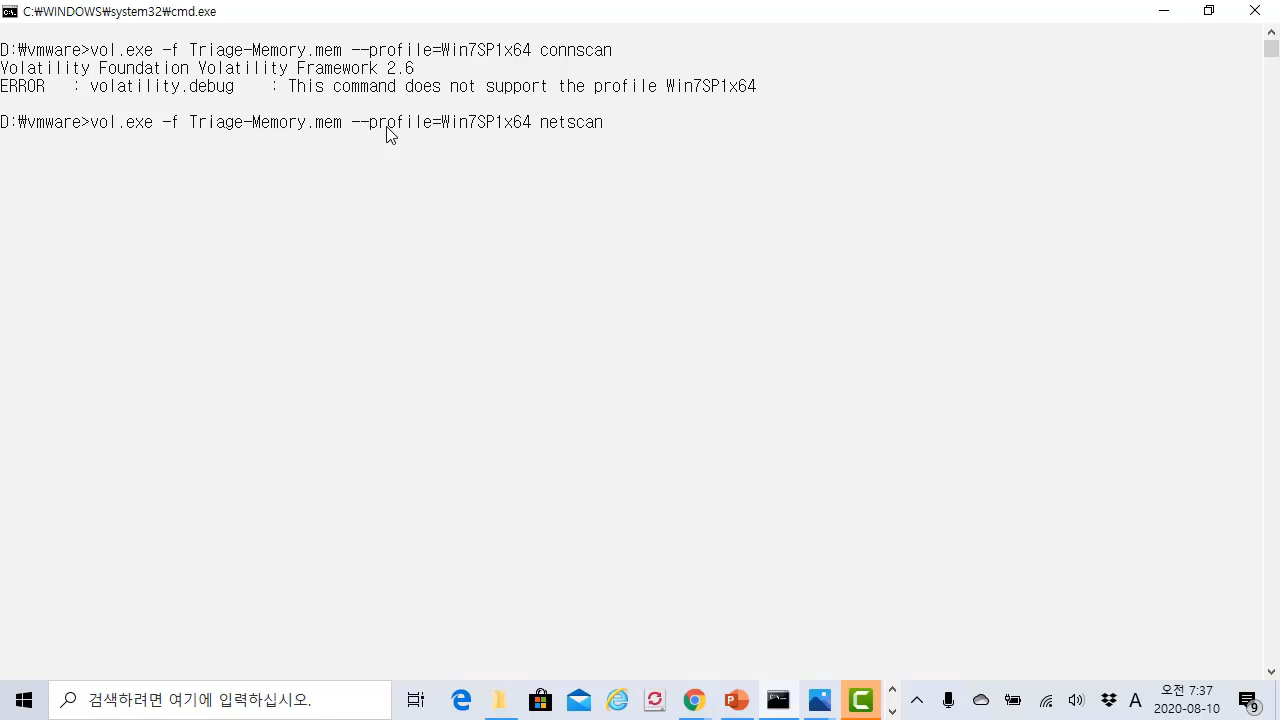 C:₩WINDOWS₩system32₩cmd.exe
D:₩vmware>vol.exe -f Triage-Memory.mem --profile=Win7SP1x64 connscan
Volatility Foundation Volatility Framework 2.6
ERROR   : volatility.debug    : This command does not support the profile Win7SP1x64
D:₩vmware>vol.exe -f Triage-Memory.mem --profile=Win7SP1x64 netscan
검색하려면 여기에 입력하십시오.
A
오전 7:37
2020-08-10
9